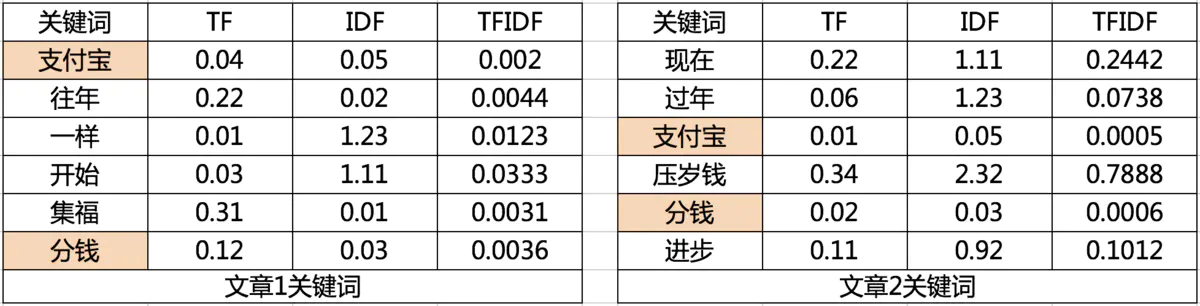 关键词 TF IDF TFIDF
支付宝 0.04 0.05 0.002
往年 0.22 0.02 0.0044
一样 0.01 1.23 0.0123
开始 0.03 1.11 0.0333
集福 0.31 0.01 0.0031
分钱 0.12 0.03 0.0036
文章1关键词
关键词 TF IDF TFIDF
现在 0.22 1.11 0.2442
过年 0.06 1.23 0.0738
支付宝 0.01 0.05 0.0005
压岁钱 0.34 2.32 0.7888
分钱 0.02 0.03 0.0006
进步 0.11 0.92 0.1012
文章2关键词